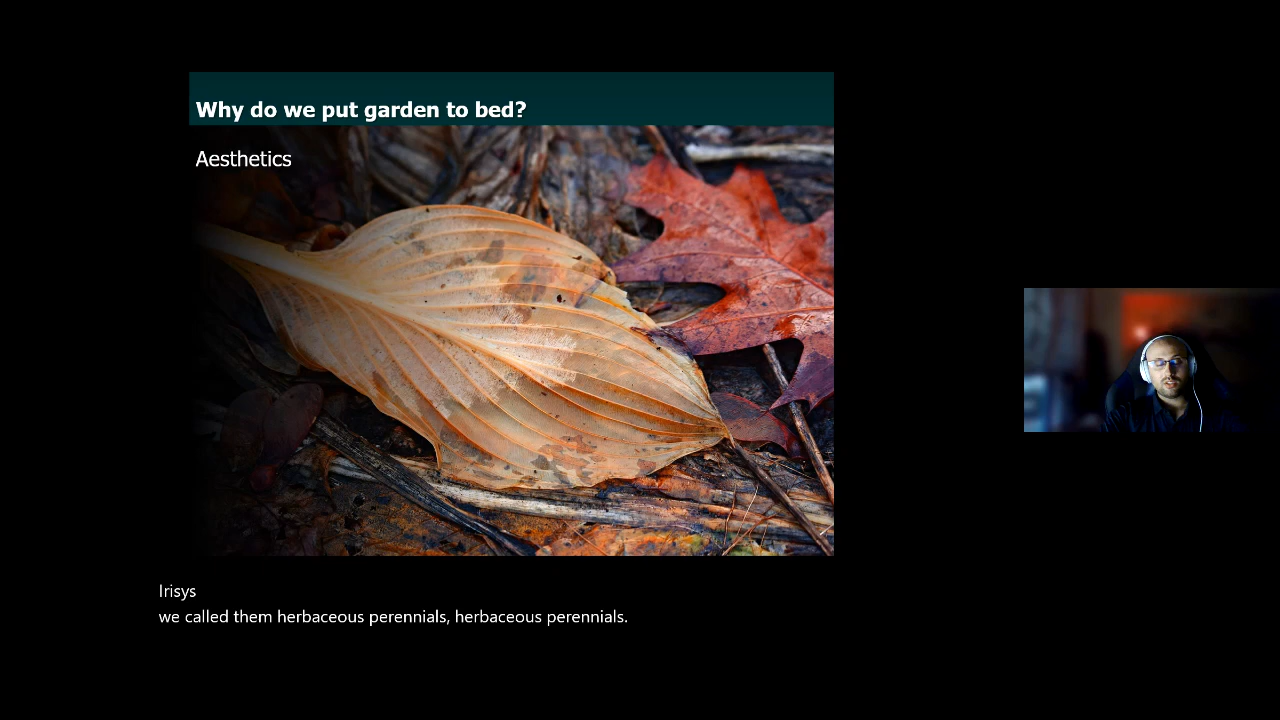 Why do we put garden to bed?
Aesthetics
Irisys
we called them herbaceous perennials, herbaceous perennials.